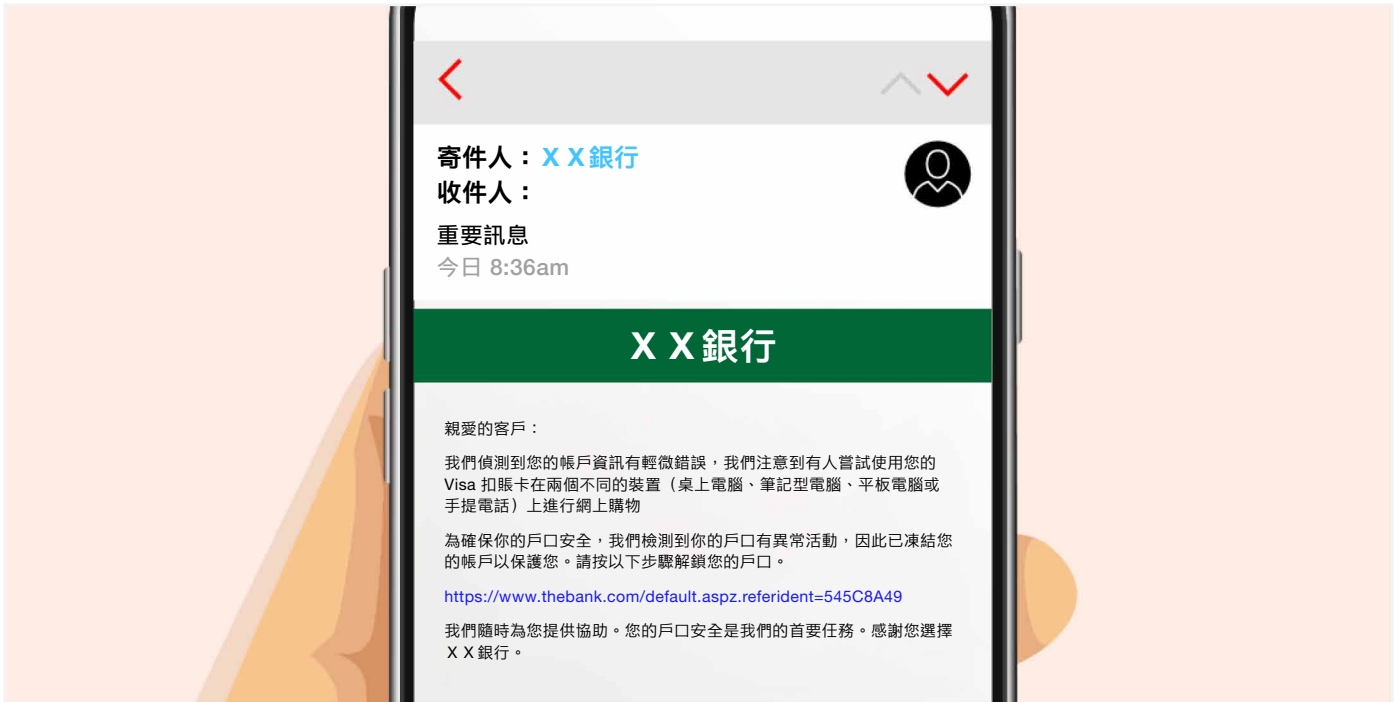 寄件人：X X銀行
收件人：
重要訊息
今日 8:36am
X X銀行
親愛的客戶：
我們偵測到您的帳戶資訊有輕微錯誤，我們注意到有人嘗試使用您的
Visa 扣賬卡在兩個不同的裝置（桌上電腦、筆記型電腦、平板電腦或
手提電話）上進行網上購物
為確保你的戶口安全，我們檢測到你的戶口有異常活動，因此已凍結您
的帳戶以保護您。請按以下步驟解鎖您的戶口。
https://www.thebank.com/default.aspz.referident=545C8A49
我們隨時為您提供協助。您的戶口安全是我們的首要任務。感謝您選擇
X X銀行。